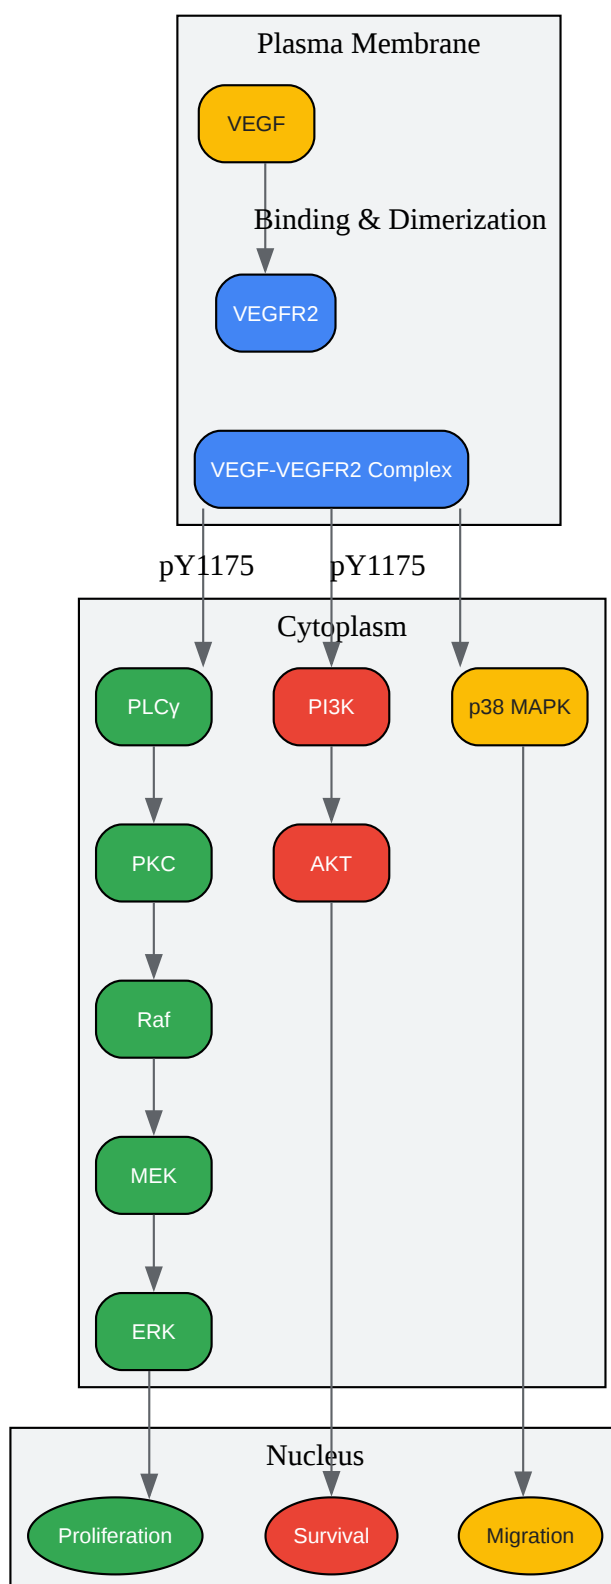 Plasma Membrane
VEGF
Binding & Dimerization
VEGFR2
VEGF-VEGFR2 Complex
pY1175
pY1175
Cytoplasm
PLCγ
PI3K
p38 MAPK
PKC
AKT
Raf
MEK
ERK
Nucleus
Proliferation
Survival
Migration